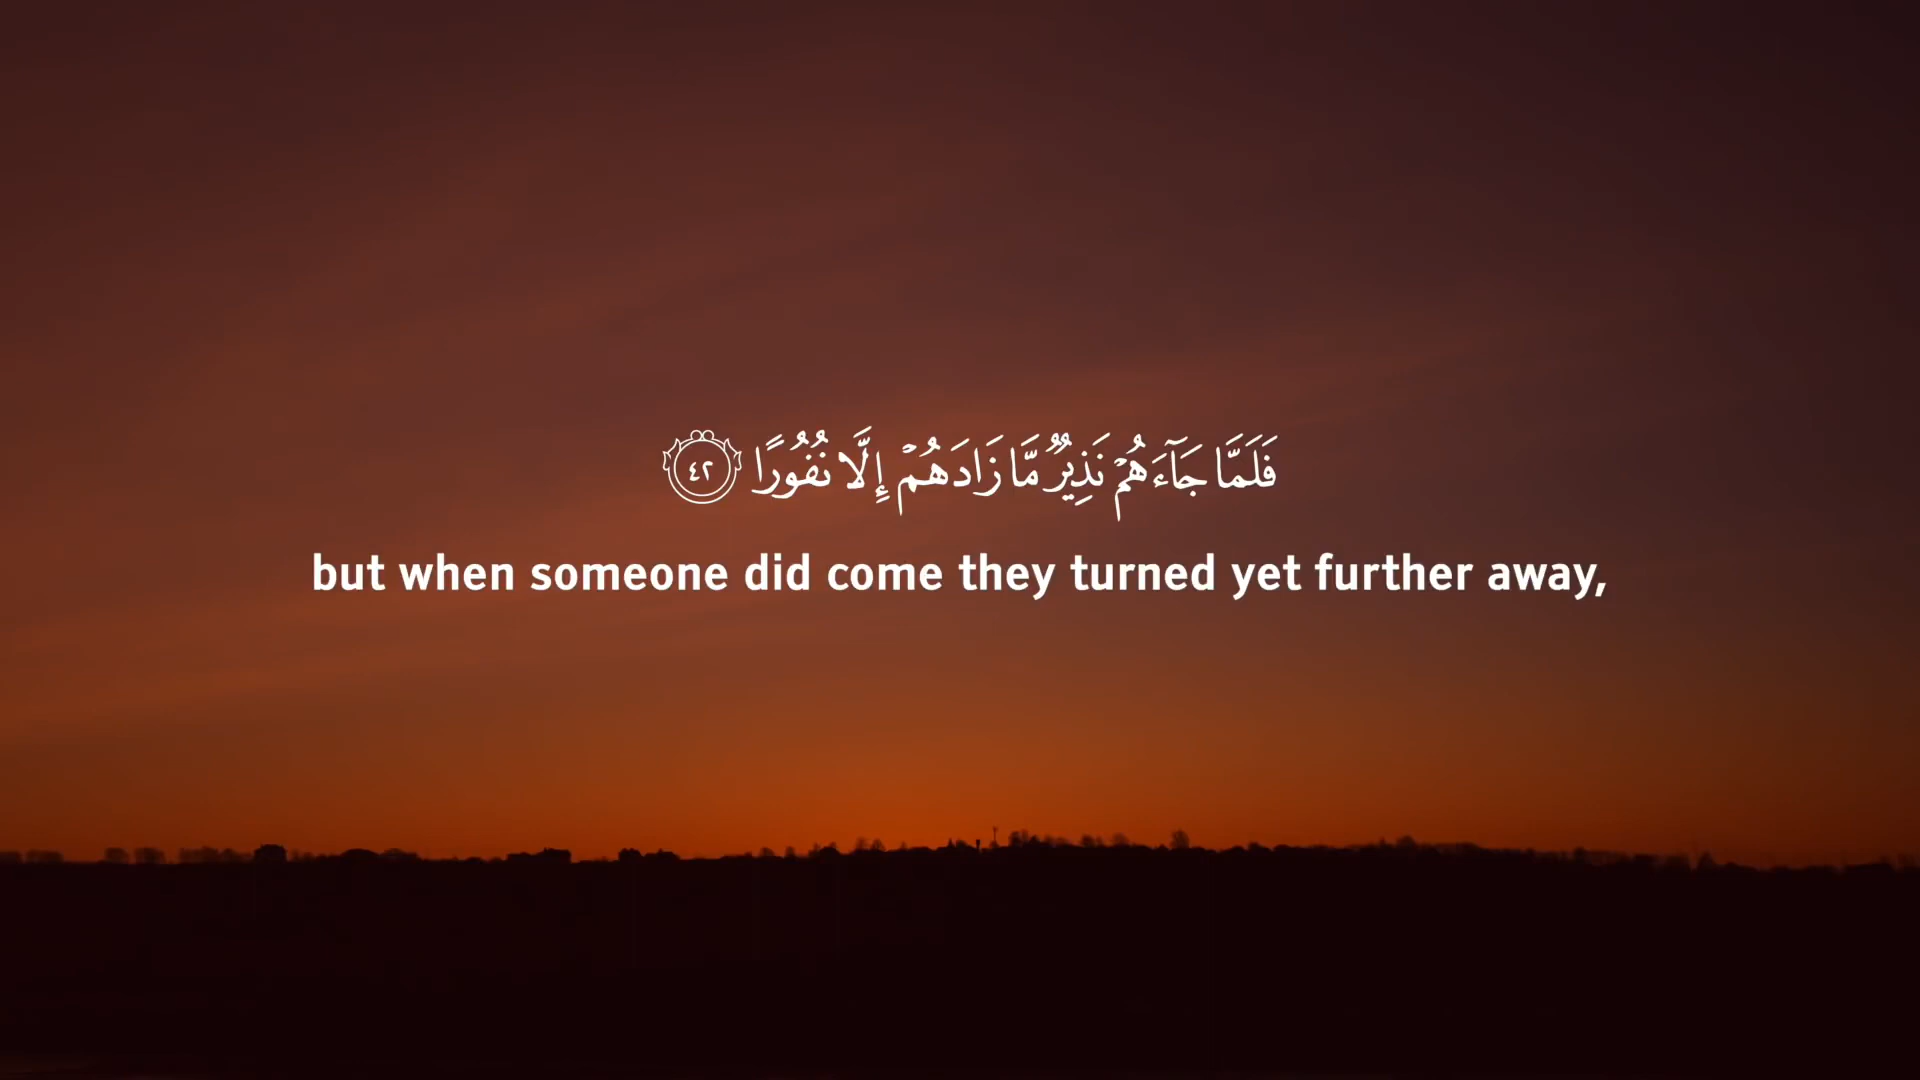 فَلَمَّا جَآءَهُمْ نَذِيرٌ مَّا زَادَهُمْ إِلَّا نُفُورًا ٤٢
but when someone did come they turned yet further away,